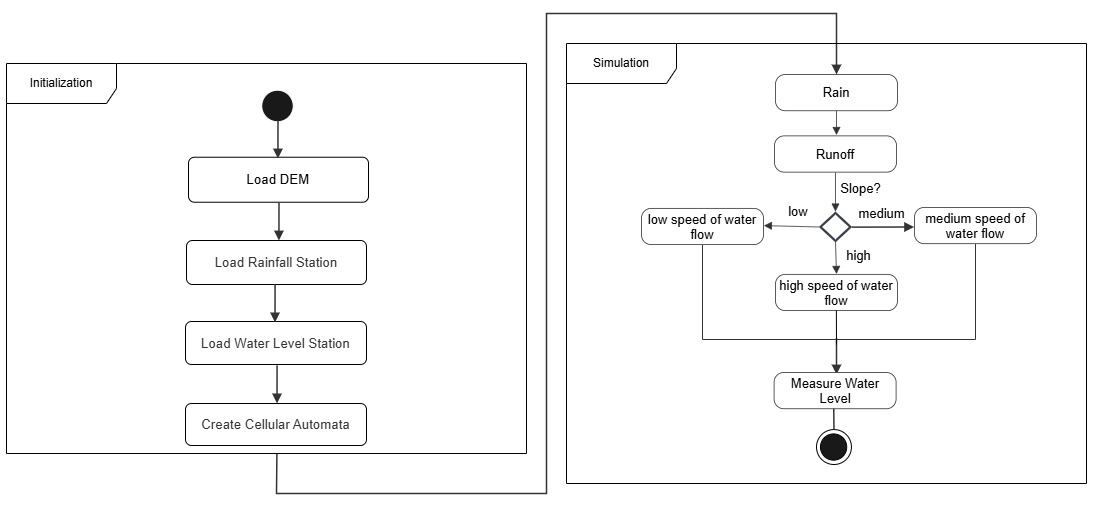 Initialization
Load DEM
Load Rainfall Station
Load Water Level Station
Create Cellular Automata
Simulation
Rain
Runoff
Slope?
low
medium
high
low speed of water
flow
medium speed of
water flow
high speed of water
flow
Measure Water
Level